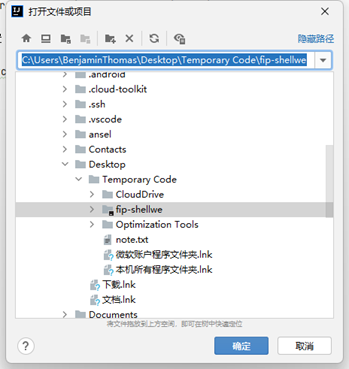 打开文件或项目
隐藏路径
C:\Users\BenjaminThomas\Desktop\Temporary Code\fip-shellwe
.android
.cloud-toolkit
.ssh
.vscode
ansel
Contacts
Desktop
Temporary Code
CloudDrive
fip-shellwe
Optimization Tools
note.txt
微软账户程序文件夹.lnk
本机所有程序文件夹.lnk
下载.lnk
文档.lnk
Documents
将文件拖放到上方空间，即可在树中快速定位
?
确定
取消